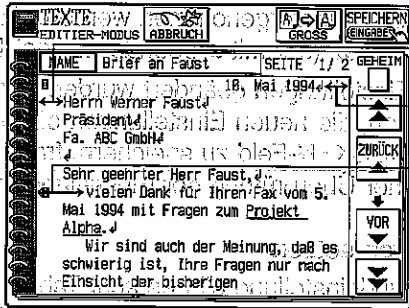 TEXTE
EDITIER-MODUS
ABBRUCH
A→A
GROSS
SPEICHERN
EINGABE
NAME Brief an Faust SEITE 1/ 2
GEHEIM
10. Mai 1994↲
Herrn Werner Faust↲
Präsident↲
Fa. ABC GmbH↲
↲
Sehr geehrter Herr Faust,↲
Vielen Dank für Ihren Fax vom 5.
Mai 1994 mit Fragen zum Projekt
Alpha.↲
Wir sind auch der Meinung, daß es
schwierig ist, Ihre Fragen nur nach
Einsicht der bisherigen
ZURÜCK
VOR